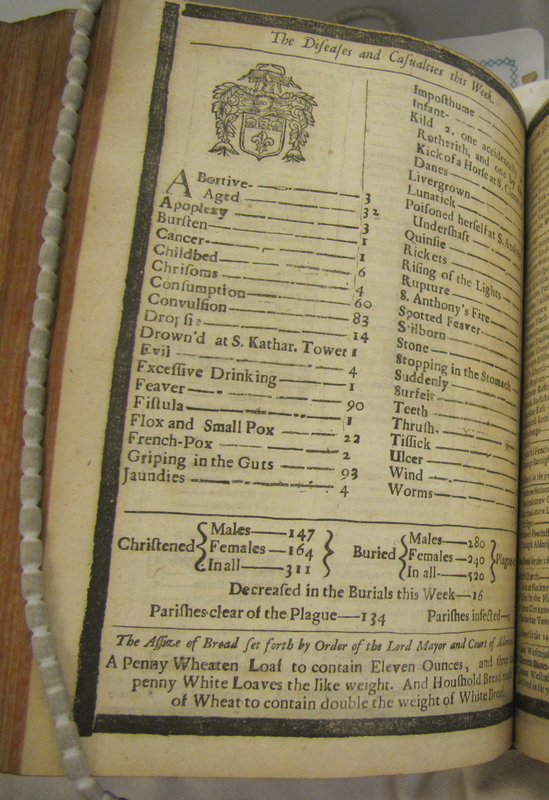 The Diſeaſes and Caſualties this Week.
ABortive- 3
Aged 32
Apoplexy 3
Burſten 1
Cancer- 1
Childbed 6
Chriſoms 4
Conſumption 60
Convulſion 83
Dropſie 14
Drown'd at S. Kathar. Tower 1
Evil 4
Exceſſive Drinking 1
Feaver 90
Fiſtula 1
Flox and Small Pox 22
French-Pox 2
Griping in the Guts 93
Jaundies 4
Impoſthume
Infant-
Kild 2. one accidentally
Rotherith, and one by
Kick of a Horſe at S.
Danes
Livergrown
Lunatick
Poiſoned herſelf at S.
Underſhaft
Quinſie
Rickets
Riſing of the Lights
Rupture
S. Anthony's Fire
Spotted Feaver
Stilborn
Stone
Stopping in the Stomach
Suddenly
Surfeit
Teeth
Thruſh
Tiſſick
Ulcer
Wind
Worms
Chriſtened { Males—147 Females—164 In all—311 }
Buried { Males—280 Females—240 In all-520 } Plague
Decreaſed in the Burials this Week—16
Pariſhes clear of the Plague—134 Pariſhes infected
The Aſſize of Bread ſet forth by Order of the Lord Mayor and Court of
A Penny Wheaten Loaf to contain Eleven Ounces, and three
penny White Loaves the like weight. And Houſhold Bread
of Wheat to contain double the weight of White Bread.